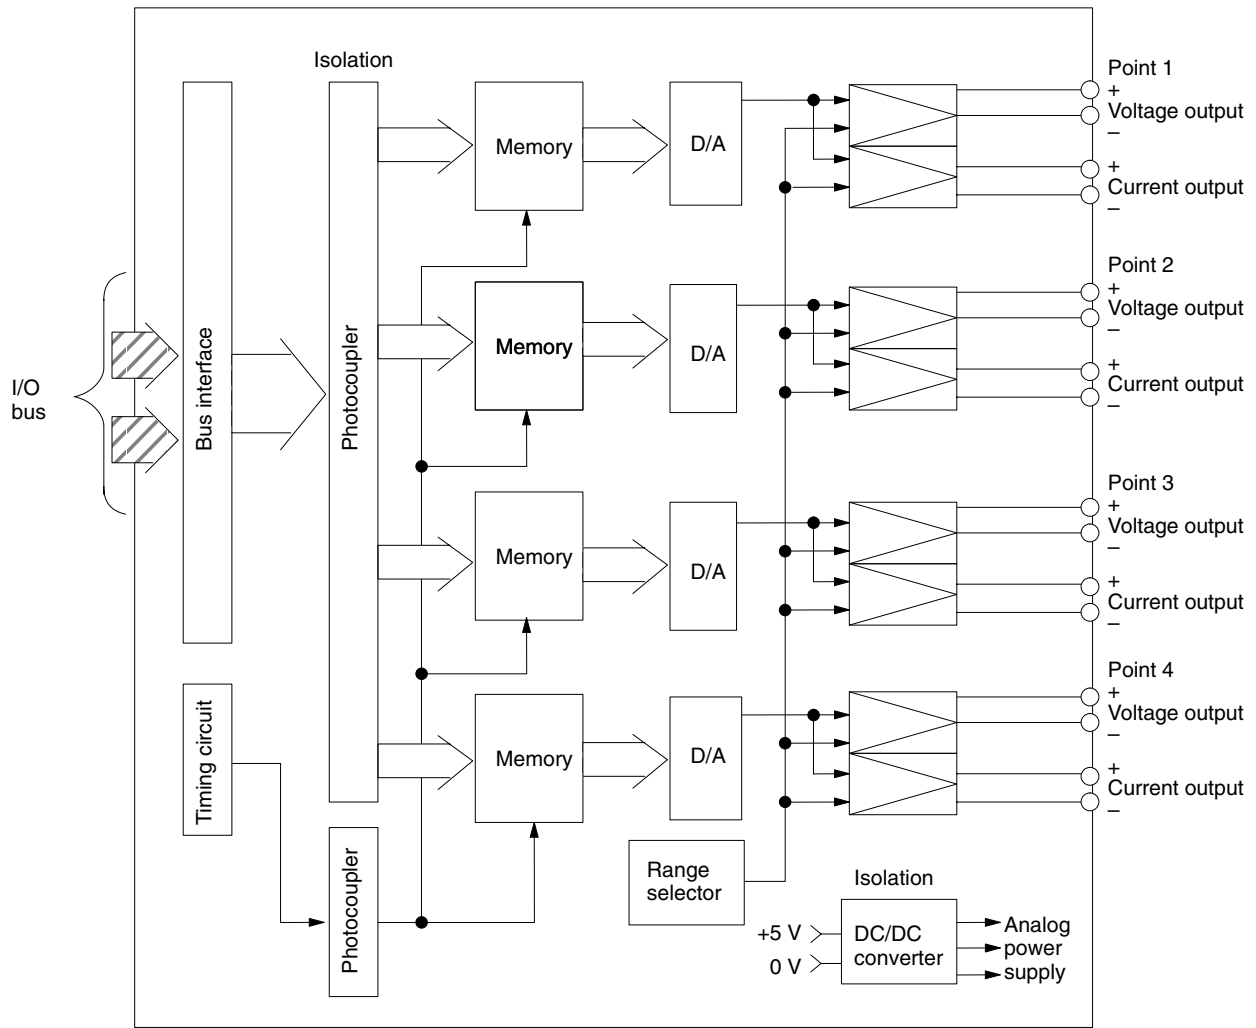 Isolation
Point 1
+
Voltage output
–
+
Current output
–
Memory
D/A
Point 2
+
Voltage output
–
+
Current output
–
Memory
D/A
I/O
bus
Bus interface
Photocoupler
Point 3
+
Voltage output
–
+
Current output
–
Memory
D/A
Point 4
+
Voltage output
–
+
Current output
–
Memory
D/A
Timing circuit
Photocoupler
Range
selector
Isolation
+5 V
0 V
DC/DC
converter
Analog
power
supply